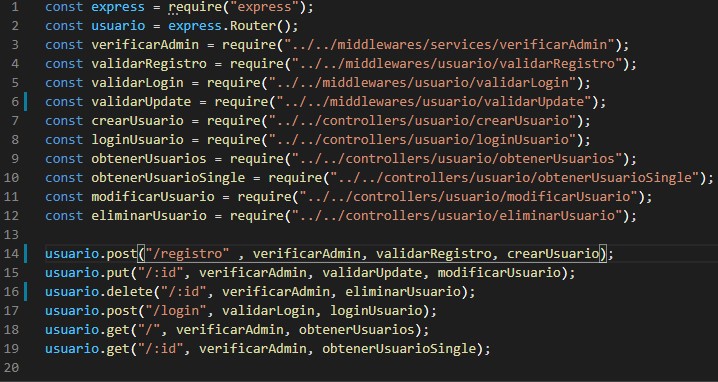 1 const express = require("express");
2 const usuario = express.Router();
3 const verificarAdmin = require("../../middlewares/services/verificarAdmin");
4 const validarRegistro = require("../../middlewares/usuario/validarRegistro");
5 const validarLogin = require("../../middlewares/usuario/validarLogin");
6 const validarUpdate = require("../../middlewares/usuario/validarUpdate");
7 const crearUsuario = require("../../controllers/usuario/crearUsuario");
8 const loginUsuario = require("../../controllers/usuario/loginUsuario");
9 const obtenerUsuarios = require("../../controllers/usuario/obtenerUsuarios");
10 const obtenerUsuarioSingle = require("../../controllers/usuario/obtenerUsuarioSingle");
11 const modificarUsuario = require("../../controllers/usuario/modificarUsuario");
12 const eliminarUsuario = require("../../controllers/usuario/eliminarUsuario");
13
14 usuario.post("/registro" , verificarAdmin, validarRegistro, crearUsuario);
15 usuario.put("/:id", verificarAdmin, validarUpdate, modificarUsuario);
16 usuario.delete("/:id", verificarAdmin, eliminarUsuario);
17 usuario.post("/login", validarLogin, loginUsuario);
18 usuario.get("/", verificarAdmin, obtenerUsuarios);
19 usuario.get("/:id", verificarAdmin, obtenerUsuarioSingle);
20